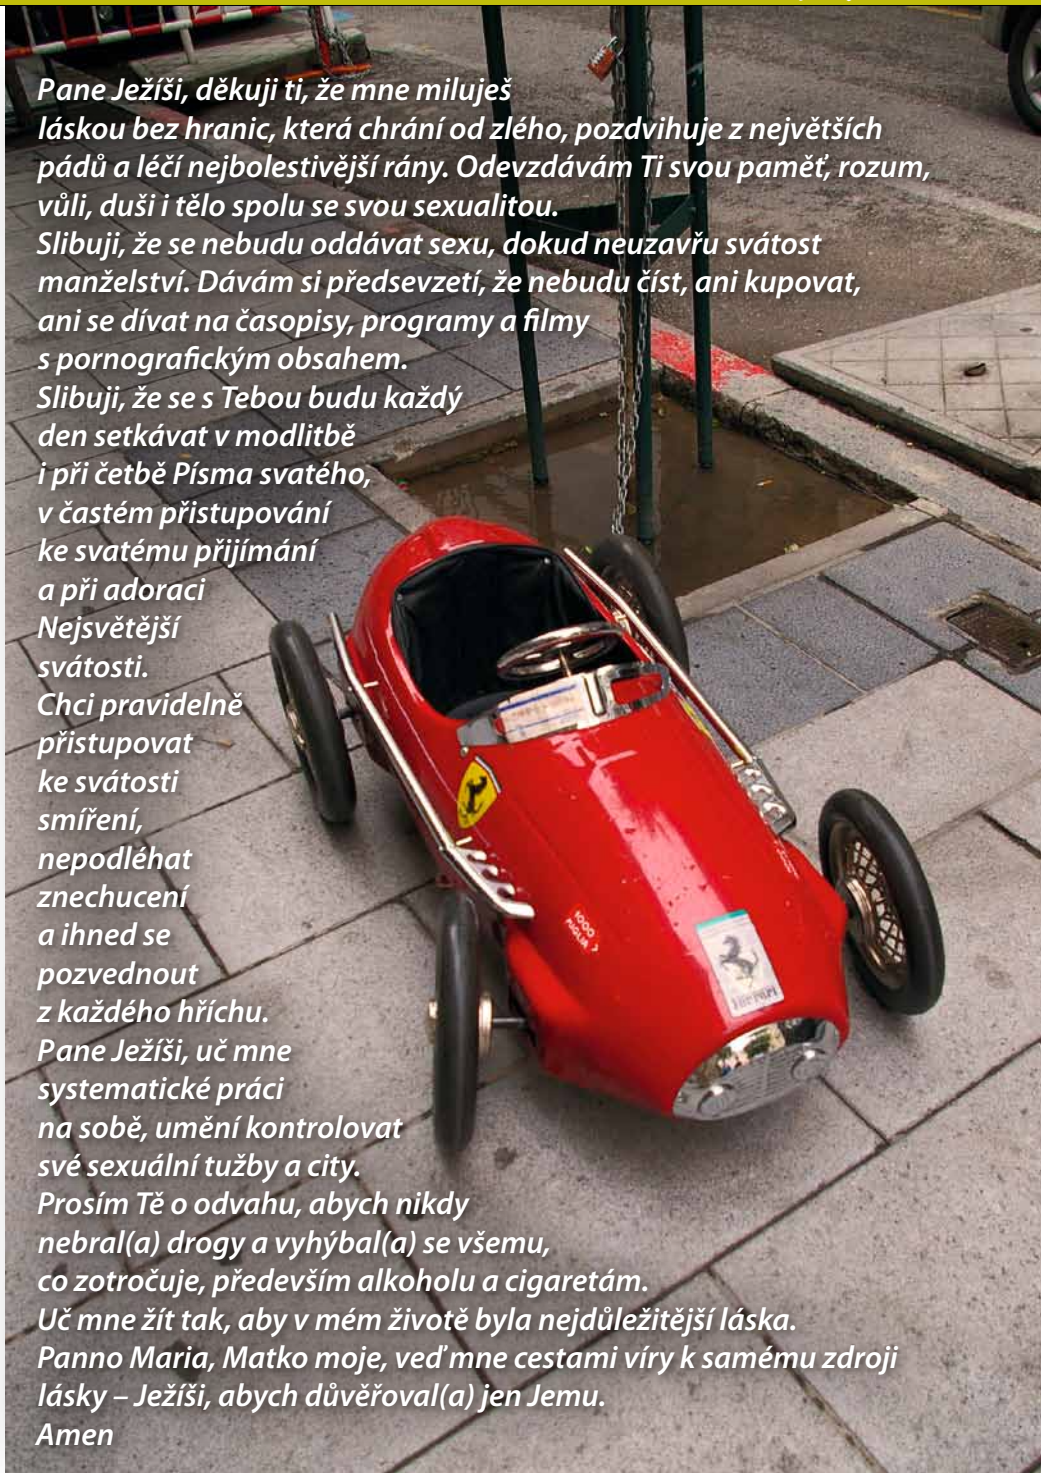 Pane Ježíši, děkuji ti, že mne miluješ
láskou bez hranic, která chrání od zlého, pozdvihuje z největších
pádů a léčí nejbolestivější rány. Odevzdávám Ti svou paměť, rozum,
vůli, duši i tělo spolu se svou sexualitou.
Slibuji, že se nebudu oddávat sexu, dokud neuzavřu svátost
manželství. Dávám si předsevzetí, že nebudu číst, ani kupovat,
ani se dívat na časopisy, programy a filmy
s pornografickým obsahem.
Slibuji, že se s Tebou budu každý
den setkávat v modlitbě
i při četbě Písma svatého,
v častém přistupování
ke svatému přijímání
a při adoraci
Nejsvětější
svátosti.
Chci pravidelně
přistupovat
ke svátosti
smíření,
nepodléhat
znechucení
a ihned se
pozvednout
z každého hříchu.
Pane Ježíši, uč mne
systematické práci
na sobě, umění kontrolovat
své sexuální tužby a city.
Prosím Tě o odvahu, abych nikdy
nebral(a) drogy a vyhýbal(a) se všemu,
co zotročuje, především alkoholu a cigaretám.
Uč mne žít tak, aby v mém životě byla nejdůležitější láska.
Panno Maria, Matko moje, veď mne cestami víry k samému zdroji
lásky – Ježíši, abych důvěřoval(a) jen Jemu.
Amen
1000
Ferrari